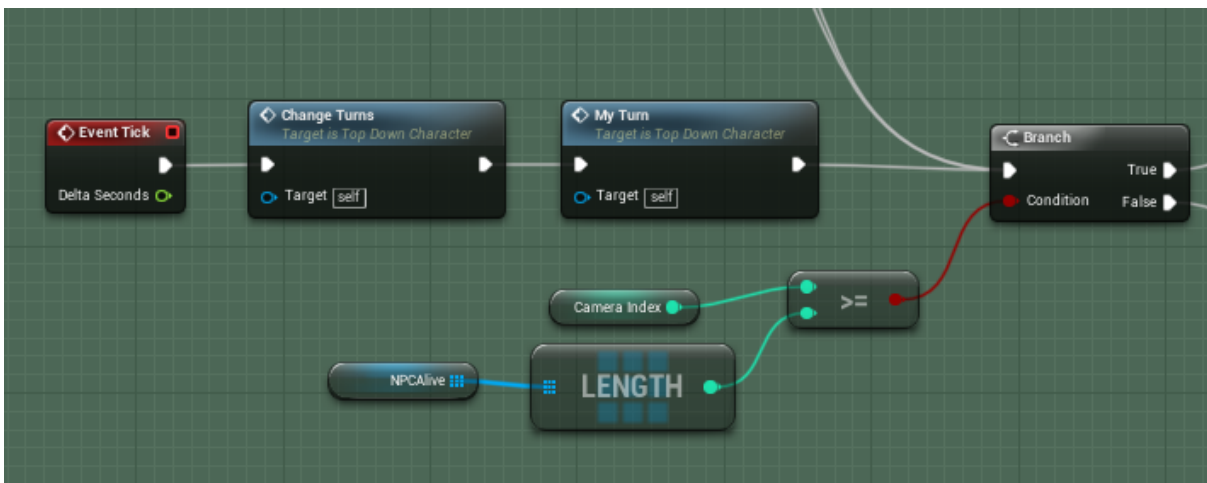 Event Tick
Delta Seconds
Change Turns
Target is Top Down Character
Target self
My Turn
Target is Top Down Character
Target self
Branch
True
Condition
False
Camera Index
>=
NPCAlive
LENGTH